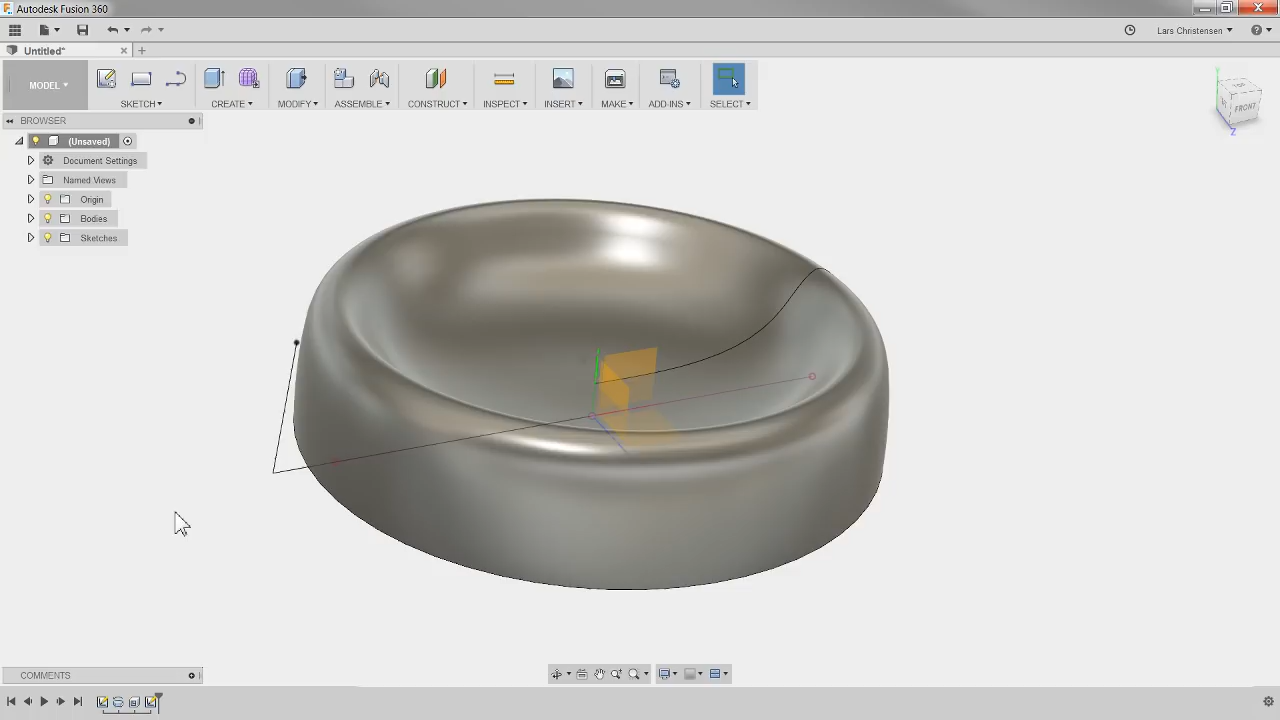 Autodesk Fusion 360
Lars Christensen
Untitled*
MODEL
SKETCH
CREATE
MODIFY
ASSEMBLE
CONSTRUCT
INSPECT
INSERT
MAKE
ADD-INS
SELECT
FRONT
Z
BROWSER
(Unsaved)
Document Settings
Named Views
Origin
Bodies
Sketches
COMMENTS